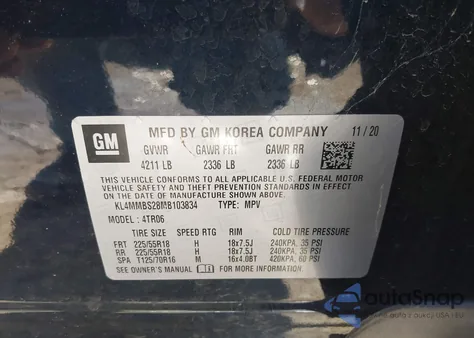 GM
MFD BY GM KOREA COMPANY 11/20
GVWR GAWR FRT GAWR RR
4211 LB 2336 LB 2336 LB
THIS VEHICLE CONFORMS TO ALL APPLICABLE U.S. FEDERAL MOTOR
VEHICLE SAFETY, BUMPER, AND THEFT PREVENTION STANDARDS
IN EFFECT ON THE DATE OF MANUFACTURE SHOWN ABOVE.
KL4MMBS28MB103834 TYPE: MPV
MODEL: 4TR06
TIRE SIZE SPEED RTG RIM COLD TIRE PRESSURE
FRT 225/55R18 H 18x7.5J 240KPA, 35 PSI
RR 225/55R18 H 18x7.5J 240KPA, 35 PSI
SPA T125/70R16 M 16x4.0BT 420KPA, 60 PSI
SEE OWNER'S MANUAL FOR MORE INFORMATION.
autoSnap